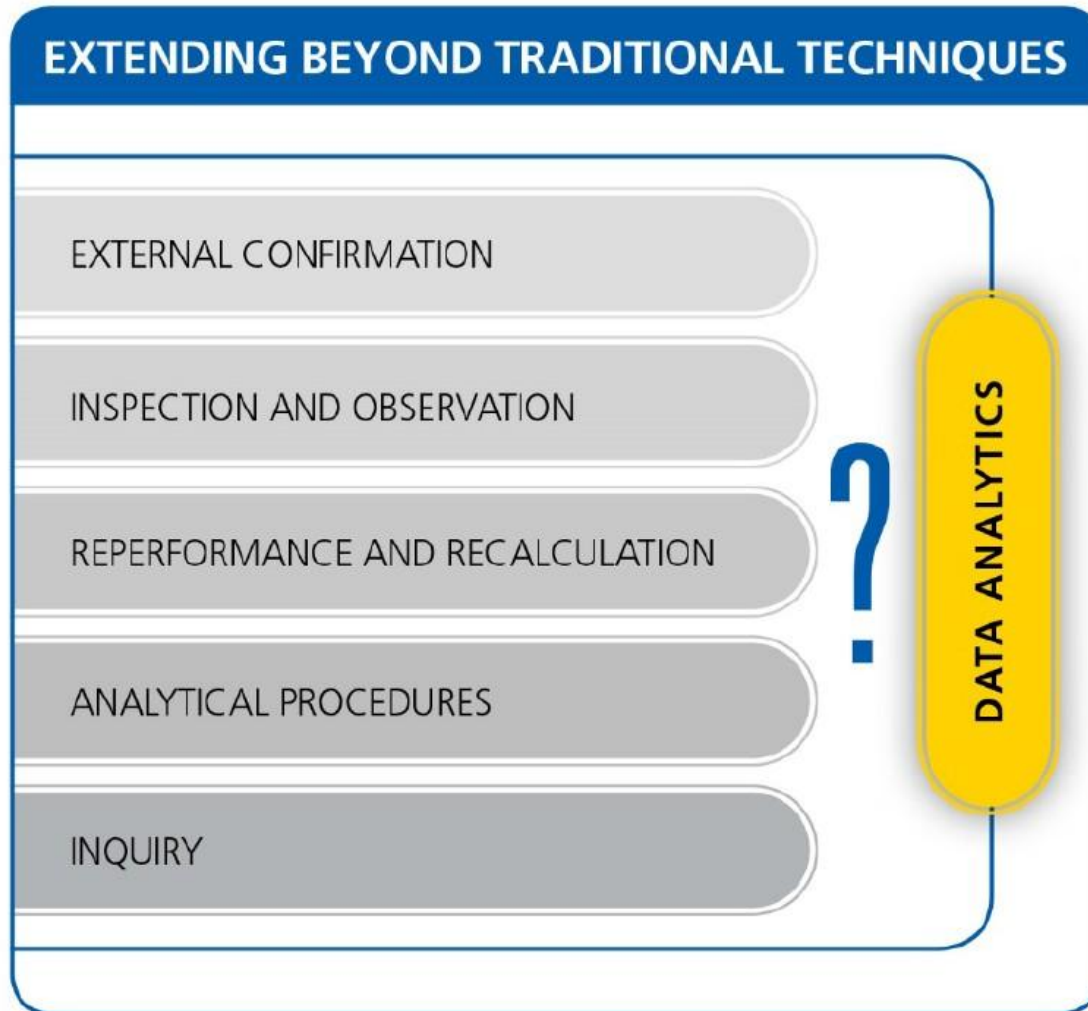 EXTENDING BEYOND TRADITIONAL TECHNIQUES
EXTERNAL CONFIRMATION
INSPECTION AND OBSERVATION
REPERFORMANCE AND RECALCULATION
ANALYTICAL PROCEDURES
INQUIRY
?
DATA ANALYTICS